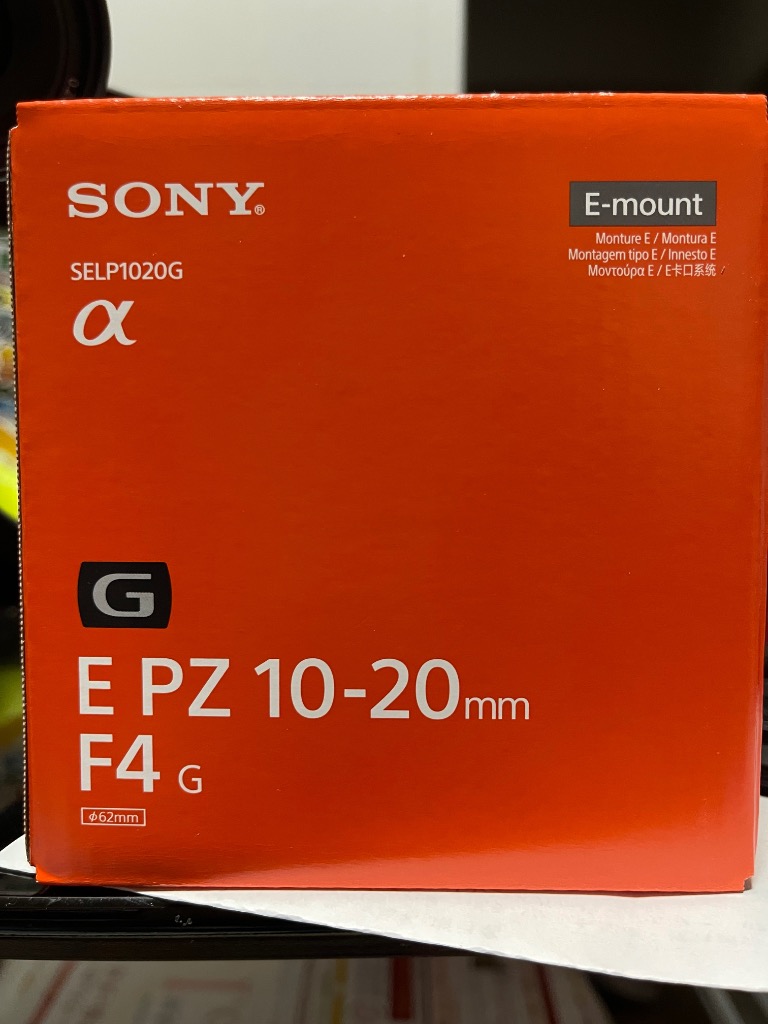 SONY®
E-mount
Monture E / Montura E
Montagem tipo E / Innesto E
Μοντούρα E / E卡口系统 /
SELP1020G
α
G
E PZ 10-20mm
F4 G
φ62mm